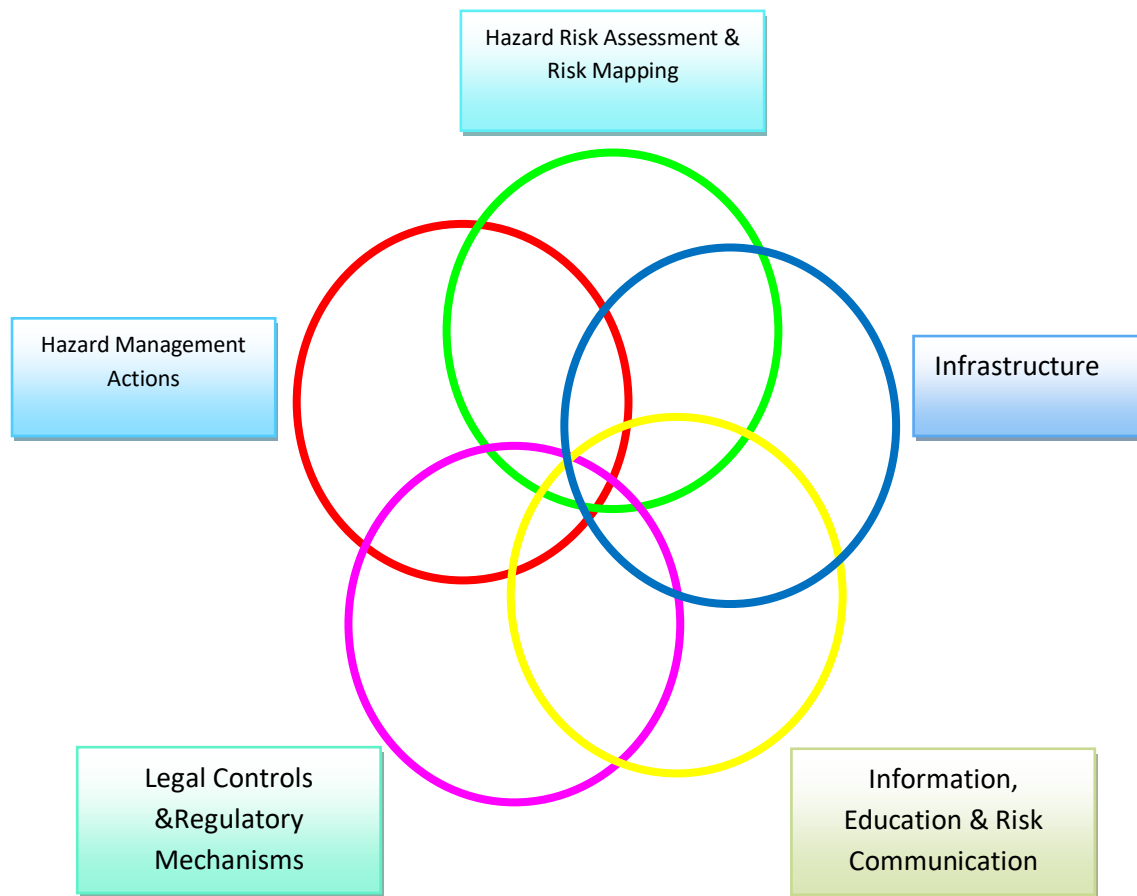 Hazard Risk Assessment &
Risk Mapping
Hazard Management
Actions
Infrastructure
Legal Controls
&Regulatory
Mechanisms
Information,
Education & Risk
Communication